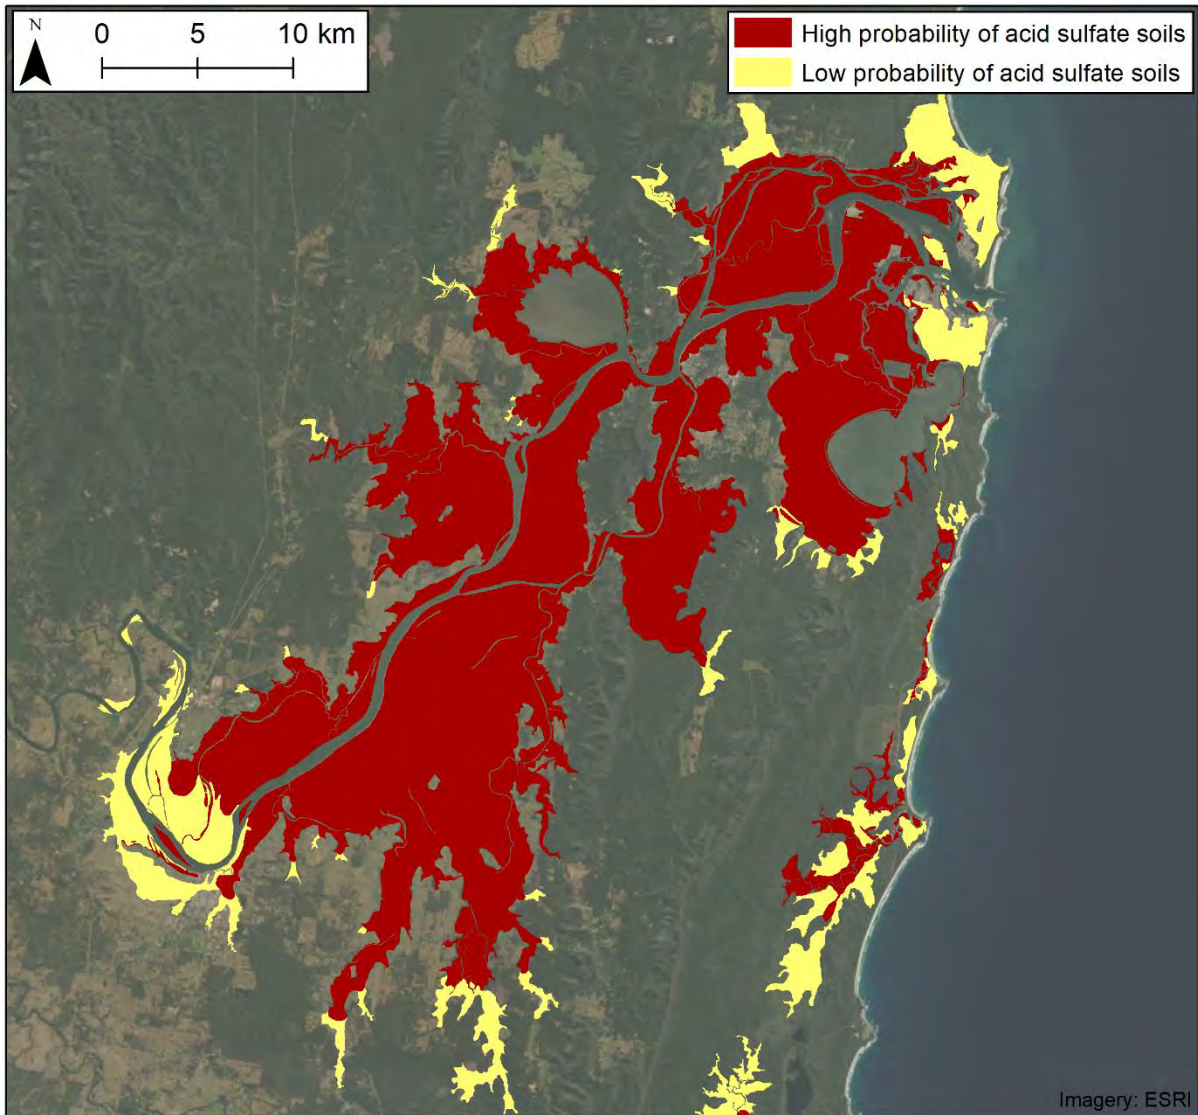 N
0 5 10 km
High probability of acid sulfate soils
Low probability of acid sulfate soils
Imagery: ESRI